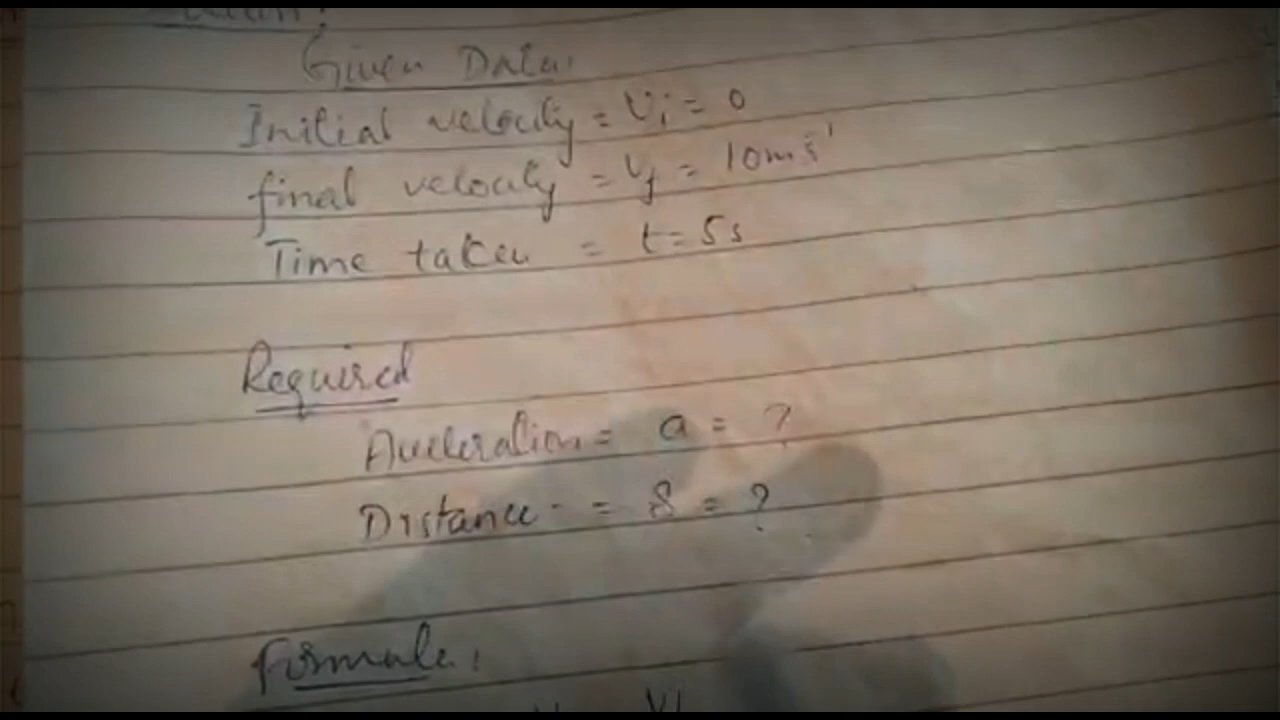 Given Data:
Initial velocity = Vi = 0
final velocity = Vf = 10ms-1
Time taken = t = 5s
Required
Acceleration = a = ?
Distance = S = ?
formula: